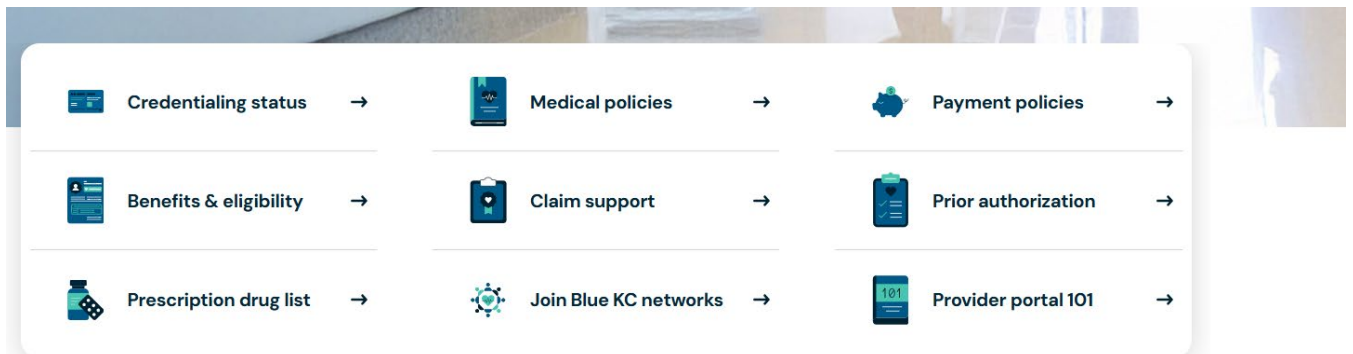 Credentialing status →
Medical policies →
Payment policies →
Benefits & eligibility →
Claim support →
Prior authorization →
Prescription drug list →
Join Blue KC networks →
101
Provider portal 101 →